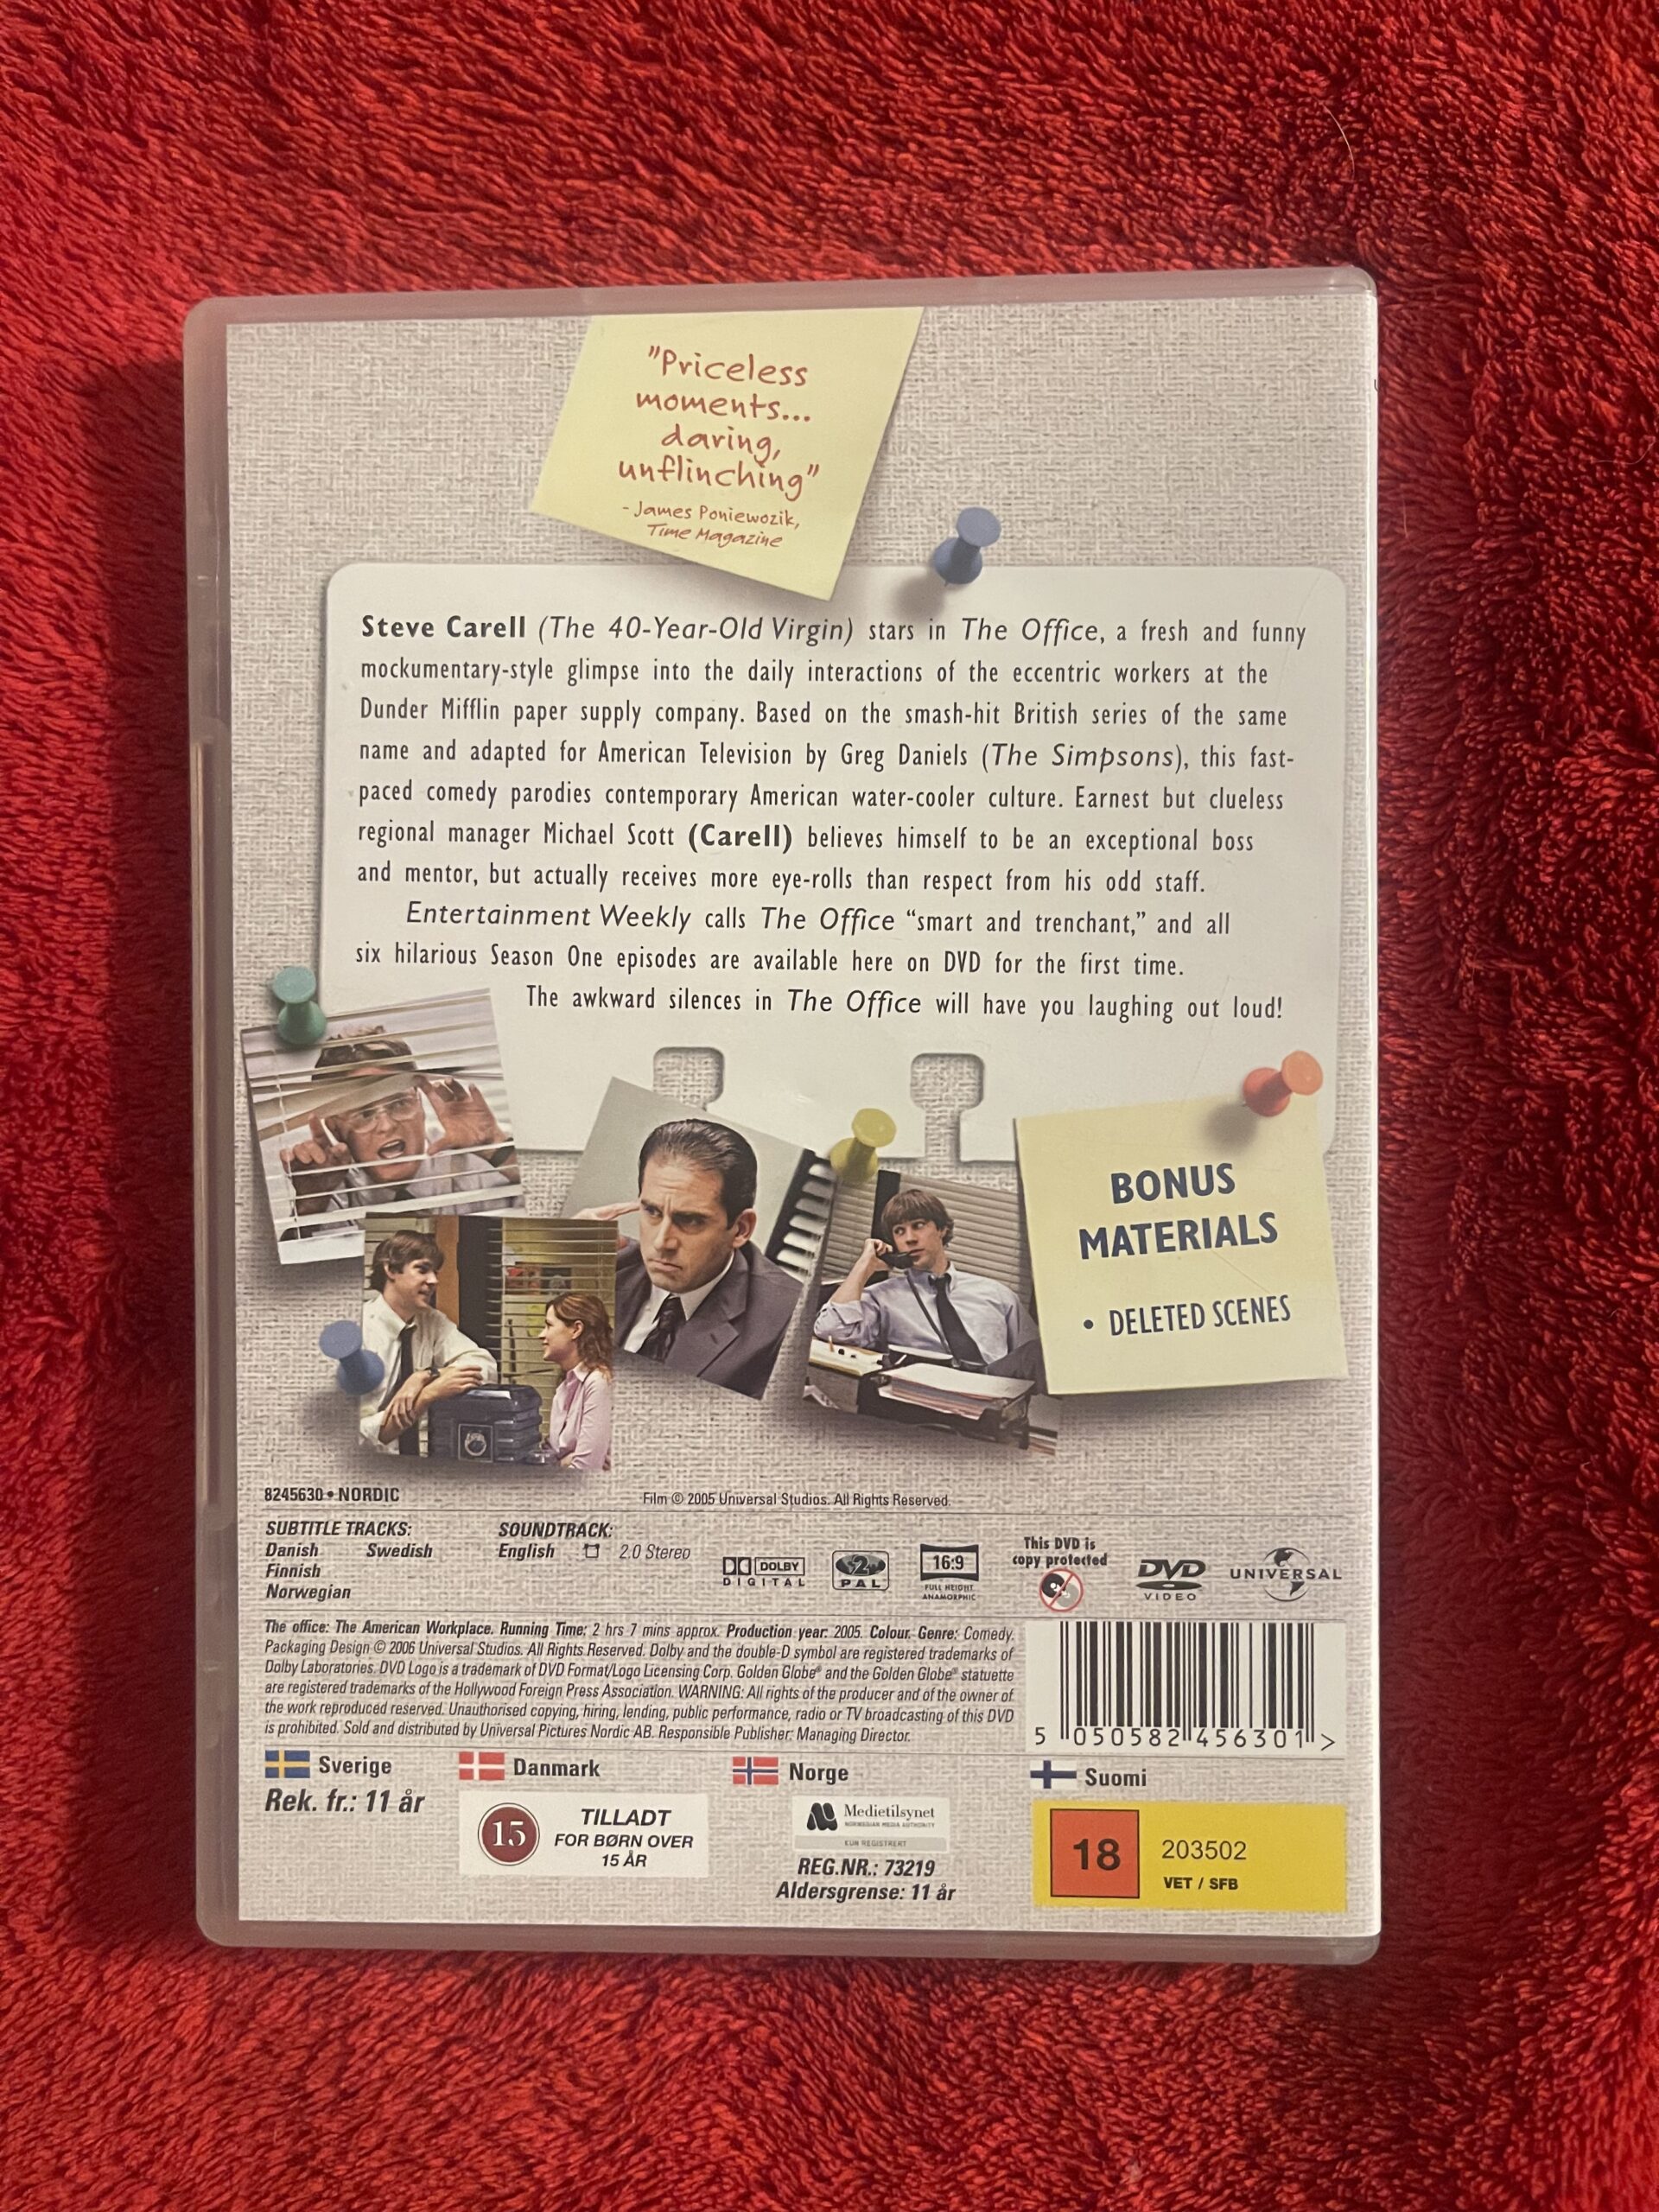 "Priceless
moments...
daring,
unflinching"
- James Poniewozik,
Time Magazine
Steve Carell (The 40-Year-Old Virgin) stars in The Office, a fresh and funny
mockumentary-style glimpse into the daily interactions of the eccentric workers at the
Dunder Mifflin paper supply company. Based on the smash-hit British series of the same
name and adapted for American Television by Greg Daniels (The Simpsons), this fast-
paced comedy parodies contemporary American water-cooler culture. Earnest but clueless
regional manager Michael Scott (Carell) believes himself to be an exceptional boss
and mentor, but actually receives more eye-rolls than respect from his odd staff.
Entertainment Weekly calls The Office “smart and trenchant,” and all
six hilarious Season One episodes are available here on DVD for the first time.
The awkward silences in The Office will have you laughing out loud!
BONUS
MATERIALS
• DELETED SCENES
8245630 • NORDIC
Film © 2005 Universal Studios. All Rights Reserved.
SUBTITLE TRACKS:
Danish Swedish
Finnish
Norwegian
SOUNDTRACK:
English 2.0 Stereo
DOLBY
DIGITAL
2
PAL
16:9
FULL HEIGHT
ANAMORPHIC
This DVD is
copy protected
DVD
VIDEO
UNIVERSAL
The office: The American Workplace. Running Time: 2 hrs 7 mins approx. Production year: 2005. Colour. Genre: Comedy.
Packaging Design © 2006 Universal Studios. All Rights Reserved. Dolby and the double-D symbol are registered trademarks of
Dolby Laboratories. DVD Logo is a trademark of DVD Format/Logo Licensing Corp. Golden Globe® and the Golden Globe® statuette
are registered trademarks of the Hollywood Foreign Press Association. WARNING: All rights of the producer and of the owner of
the work reproduced reserved. Unauthorised copying, hiring, lending, public performance, radio or TV broadcasting of this DVD
is prohibited. Sold and distributed by Universal Pictures Nordic AB. Responsible Publisher: Managing Director.
5 050582 456301 >
Sverige
Rek. fr.: 11 år
Danmark
15
TILLADT
FOR BØRN OVER
15 ÅR
Norge
Medietilsynet
NORWEGIAN MEDIA AUTHORITY
KUN REGISTRERT
REG.NR.: 73219
Aldersgrense: 11 år
Suomi
18
203502
VET / SFB